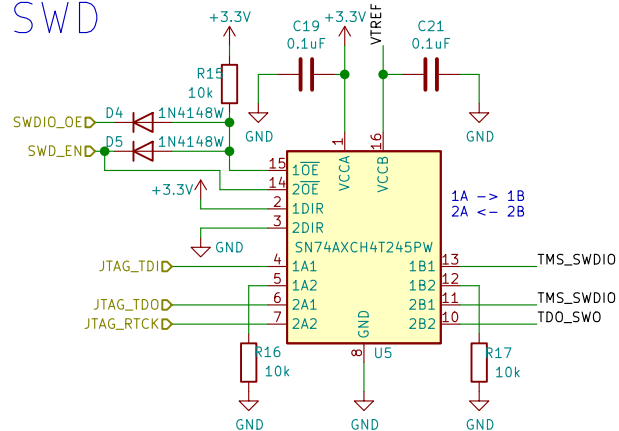 SWD
+3.3V
C19
0.1uF
+3.3V
VTREF
C21
0.1uF
R15
10k
GND
GND
D4
1N4148W
SWDIO_OE
D5
1N4148W
SWD_EN
1
VCCA
16
VCCB
15
1OE
14
2OE
+3.3V
2
1DIR
3
2DIR
GND
1A -> 1B
2A <- 2B
SN74AXCH4T245PW
JTAG_TDI
4
1A1
1B1
13
TMS_SWDIO
5
1A2
1B2
12
JTAG_TDO
6
2A1
2B1
11
TMS_SWDIO
JTAG_RTCK
7
2A2
2B2
10
TDO_SWO
GND
8
U5
R16
10k
R17
10k
GND
GND
GND